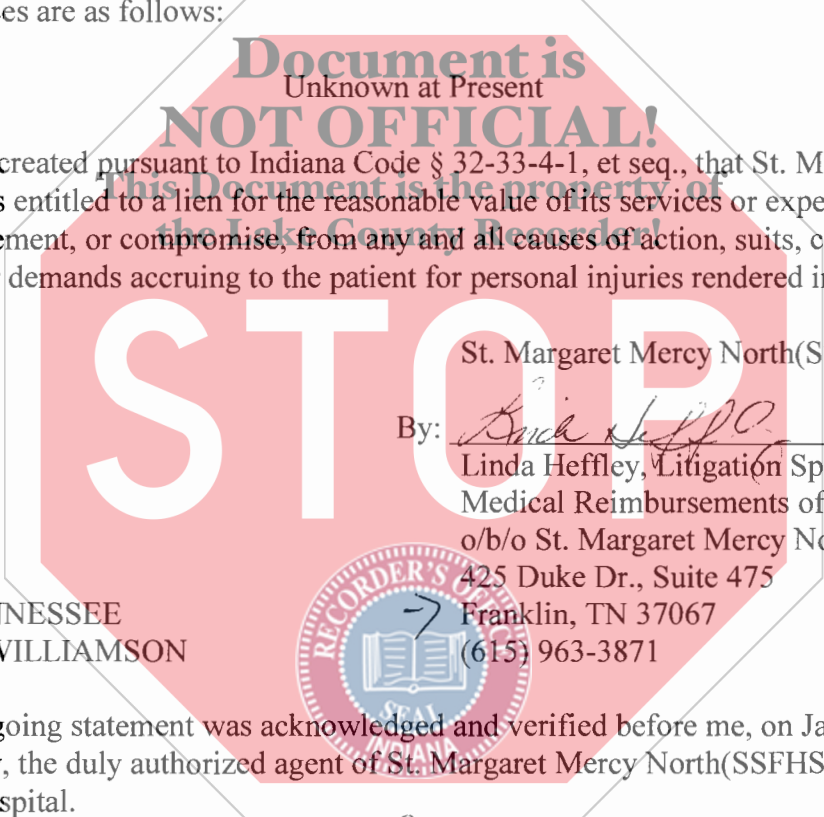 es are as follows:
Document is
Unknown at Present
NOT OFFICIAL!
created pursuant to Indiana Code § 32-33-4-1, et seq., that St. M
This Document is the property of
s entitled to a lien for the reasonable value of its services or expe
the Lake County Recorder!
ement, or compromise, from any and all causes of action, suits, c
demands accruing to the patient for personal injuries rendered in
STOP
St. Margaret Mercy North(S
By: Linda Heffley
Linda Heffley, Litigation Sp
Medical Reimbursements of
o/b/o St. Margaret Mercy No
425 Duke Dr., Suite 475
NNESSEE
Franklin, TN 37067
WILLIAMSON
(615) 963-3871
RECORDER'S OFFICE
SEAL
INDIANA
going statement was acknowledged and verified before me, on Ja
, the duly authorized agent of St. Margaret Mercy North(SSFHS
spital.